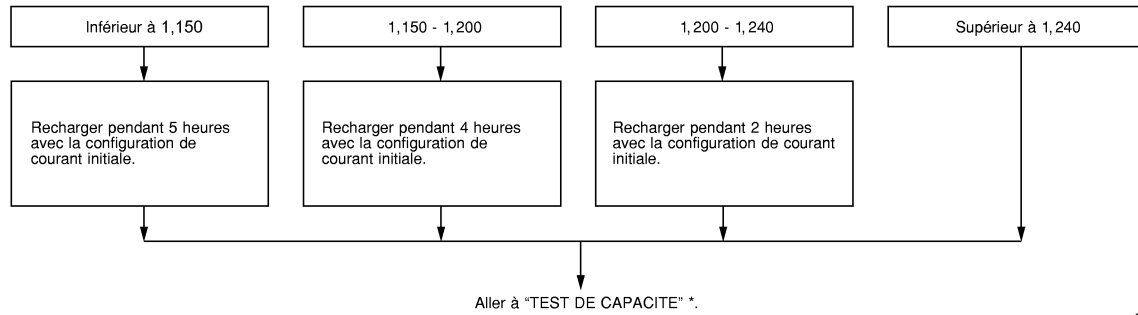 Inférieur à 1,150
1,150 - 1,200
1,200 - 1,240
Supérieur à 1,240
Recharger pendant 5 heures
avec la configuration de
courant initiale.
Recharger pendant 4 heures
avec la configuration de
courant initiale.
Recharger pendant 2 heures
avec la configuration de courant
initiale.
Aller à “TEST DE CAPACITE” *.